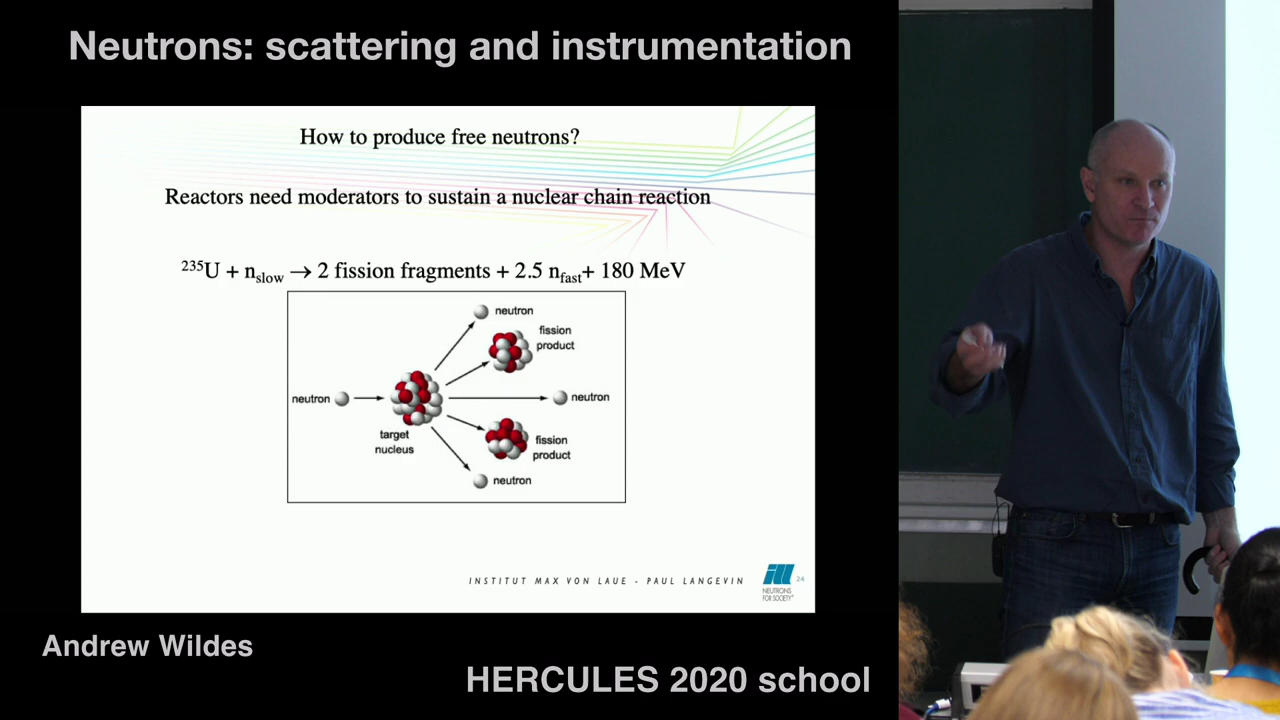 Neutrons: scattering and instrumentation
How to produce free neutrons?
Reactors need moderators to sustain a nuclear chain reaction
²³⁵U + nslow → 2 fission fragments + 2.5 nfast+ 180 MeV
neutron
fission
product
neutron
neutron
target
nucleus
fission
product
neutron
INSTITUT MAX VON LAUE - PAUL LANGEVIN
ill
NEUTRONS
FOR SOCIETY®
24
Andrew Wildes
HERCULES 2020 school